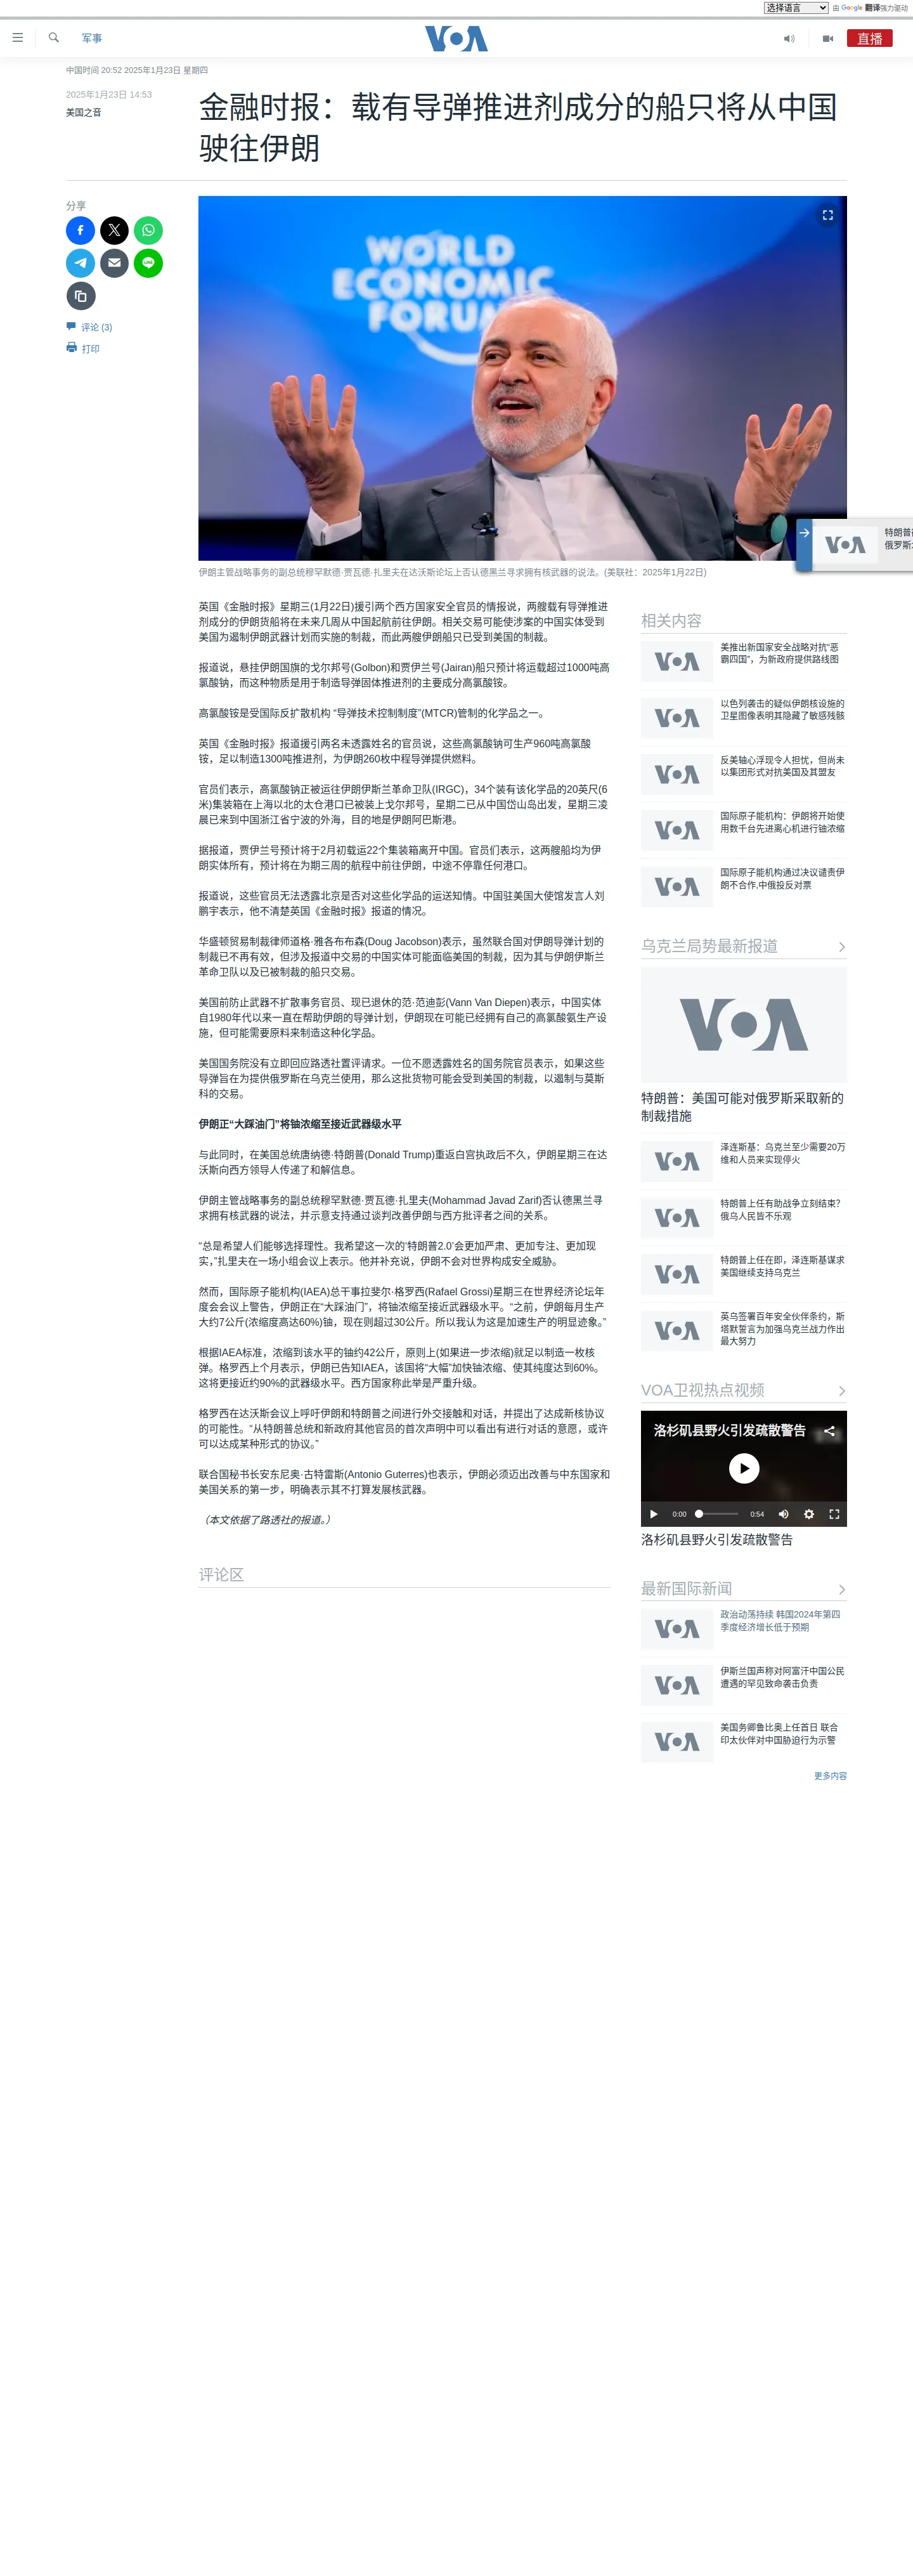 选择语言 由 Google 翻译强力驱动
军事
VOA
直播
中国时间 20:52 2025年1月23日 星期四
2025年1月23日 14:53
美国之音
金融时报：载有导弹推进剂成分的船只将从中国
驶往伊朗
分享
评论 (3)
打印
WORLD
ECONOMIC
FORUM
伊朗主管战略事务的副总统穆罕默德·贾瓦德·扎里夫在达沃斯论坛上否认德黑兰寻求拥有核武器的说法。(美联社：2025年1月22日)
VOA
特朗普
俄罗斯
英国《金融时报》星期三(1月22日)援引两个西方国家安全官员的情报说，两艘载有导弹推进
剂成分的伊朗货船将在未来几周从中国起航前往伊朗。相关交易可能使涉案的中国实体受到
美国为遏制伊朗武器计划而实施的制裁，而此两艘伊朗船只已受到美国的制裁。
报道说，悬挂伊朗国旗的戈尔邦号(Golbon)和贾伊兰号(Jairan)船只预计将运载超过1000吨高
氯酸钠，而这种物质是用于制造导弹固体推进剂的主要成分高氯酸铵。
高氯酸铵是受国际反扩散机构 “导弹技术控制制度”(MTCR)管制的化学品之一。
英国《金融时报》报道援引两名未透露姓名的官员说，这些高氯酸钠可生产960吨高氯酸
铵，足以制造1300吨推进剂，为伊朗260枚中程导弹提供燃料。
官员们表示，高氯酸钠正被运往伊朗伊斯兰革命卫队(IRGC)，34个装有该化学品的20英尺(6
米)集装箱在上海以北的太仓港口已被装上戈尔邦号，星期二已从中国岱山岛出发，星期三凌
晨已来到中国浙江省宁波的外海，目的地是伊朗阿巴斯港。
据报道，贾伊兰号预计将于2月初载运22个集装箱离开中国。官员们表示，这两艘船均为伊
朗实体所有，预计将在为期三周的航程中前往伊朗，中途不停靠任何港口。
报道说，这些官员无法透露北京是否对这些化学品的运送知情。中国驻美国大使馆发言人刘
鹏宇表示，他不清楚英国《金融时报》报道的情况。
华盛顿贸易制裁律师道格·雅各布布森(Doug Jacobson)表示，虽然联合国对伊朗导弹计划的
制裁已不再有效，但涉及报道中交易的中国实体可能面临美国的制裁，因为其与伊朗伊斯兰
革命卫队以及已被制裁的船只交易。
美国前防止武器不扩散事务官员、现已退休的范·范迪彭(Vann Van Diepen)表示，中国实体
自1980年代以来一直在帮助伊朗的导弹计划，伊朗现在可能已经拥有自己的高氯酸氨生产设
施，但可能需要原料来制造这种化学品。
美国国务院没有立即回应路透社置评请求。一位不愿透露姓名的国务院官员表示，如果这些
导弹旨在为提供俄罗斯在乌克兰使用，那么这批货物可能会受到美国的制裁，以遏制与莫斯
科的交易。
伊朗正“大踩油门”将铀浓缩至接近武器级水平
与此同时，在美国总统唐纳德·特朗普(Donald Trump)重返白宫执政后不久，伊朗星期三在达
沃斯向西方领导人传递了和解信息。
伊朗主管战略事务的副总统穆罕默德·贾瓦德·扎里夫(Mohammad Javad Zarif)否认德黑兰寻
求拥有核武器的说法，并示意支持通过谈判改善伊朗与西方批评者之间的关系。
“总是希望人们能够选择理性。我希望这一次的‘特朗普2.0’会更加严肃、更加专注、更加现
实，”扎里夫在一场小组会议上表示。他并补充说，伊朗不会对世界构成安全威胁。
然而，国际原子能机构(IAEA)总干事拉斐尔·格罗西(Rafael Grossi)星期三在世界经济论坛年
度会会议上警告，伊朗正在“大踩油门”，将铀浓缩至接近武器级水平。“之前，伊朗每月生产
大约7公斤(浓缩度高达60%)铀，现在则超过30公斤。所以我认为这是加速生产的明显迹象。”
根据IAEA标准，浓缩到该水平的铀约42公斤，原则上(如果进一步浓缩)就足以制造一枚核
弹。格罗西上个月表示，伊朗已告知IAEA，该国将“大幅”加快铀浓缩、使其纯度达到60%。
这将更接近约90%的武器级水平。西方国家称此举是严重升级。
格罗西在达沃斯会议上呼吁伊朗和特朗普之间进行外交接触和对话，并提出了达成新核协议
的可能性。“从特朗普总统和新政府其他官员的首次声明中可以看出有进行对话的意愿，或许
可以达成某种形式的协议。”
联合国秘书长安东尼奥·古特雷斯(Antonio Guterres)也表示，伊朗必须迈出改善与中东国家和
美国关系的第一步，明确表示其不打算发展核武器。
（本文依据了路透社的报道。）
评论区
相关内容
VOA
美推出新国家安全战略对抗“恶
霸四国”，为新政府提供路线图
VOA
以色列袭击的疑似伊朗核设施的
卫星图像表明其隐藏了敏感残骸
VOA
反美轴心浮现令人担忧，但尚未
以集团形式对抗美国及其盟友
VOA
国际原子能机构：伊朗将开始使
用数千台先进离心机进行铀浓缩
VOA
国际原子能机构通过决议谴责伊
朗不合作,中俄投反对票
乌克兰局势最新报道
VOA
特朗普：美国可能对俄罗斯采取新的
制裁措施
VOA
泽连斯基：乌克兰至少需要20万
维和人员来实现停火
VOA
特朗普上任有助战争立刻结束？
俄乌人民皆不乐观
VOA
特朗普上任在即，泽连斯基谋求
美国继续支持乌克兰
VOA
英乌签署百年安全伙伴条约，斯
塔默誓言为加强乌克兰战力作出
最大努力
VOA卫视热点视频
洛杉矶县野火引发疏散警告
0:00 0:54
洛杉矶县野火引发疏散警告
最新国际新闻
VOA
政治动荡持续 韩国2024年第四
季度经济增长低于预期
VOA
伊斯兰国声称对阿富汗中国公民
遭遇的罕见致命袭击负责
VOA
美国务卿鲁比奥上任首日 联合
印太伙伴对中国胁迫行为示警
更多内容